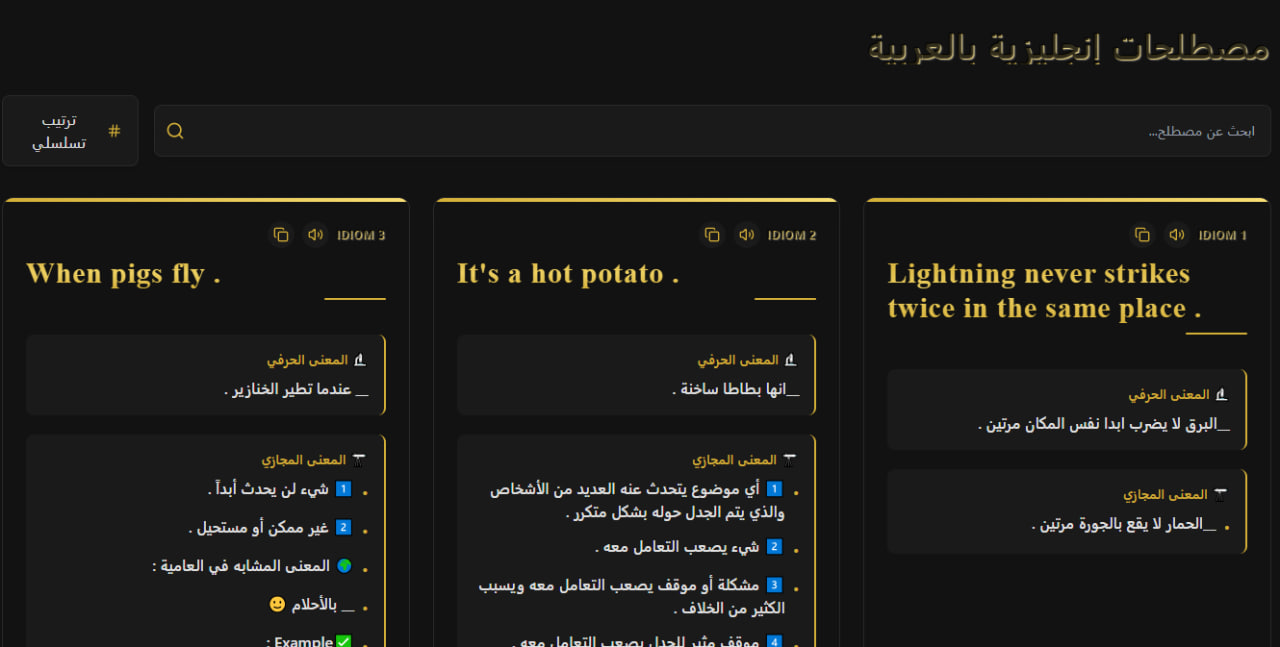 مصطلحات إنجليزية بالعربية
ابحث عن مصطلح...
# ترتيب
تسلسلي
IDIOM 1
Lightning never strikes
twice in the same place .
المعنى الحرفي
__البرق لا يضرب ابدا نفس المكان مرتين .
المعنى المجازي
• __الحمار لا يقع بالجورة مرتين .
IDIOM 2
It's a hot potato .
المعنى الحرفي
__انها بطاطا ساخنة .
المعنى المجازي
• 1️⃣ أي موضوع يتحدث عنه العديد من الأشخاص
والذي يتم الجدل حوله بشكل متكرر .
• 2️⃣ شيء يصعب التعامل معه .
• 3️⃣ مشكلة أو موقف يصعب التعامل معه ويسبب
الكثير من الخلاف .
• 4️⃣ موقف مثير للجدل يصعب التعامل معه .
IDIOM 3
When pigs fly .
المعنى الحرفي
__ عندما تطير الخنازير .
المعنى المجازي
• 1️⃣ شيء لن يحدث أبداً .
• 2️⃣ غير ممكن أو مستحيل .
• 🌍 المعنى المشابه في العامية :
• __ بالأحلام 🙂
• ✅Example :